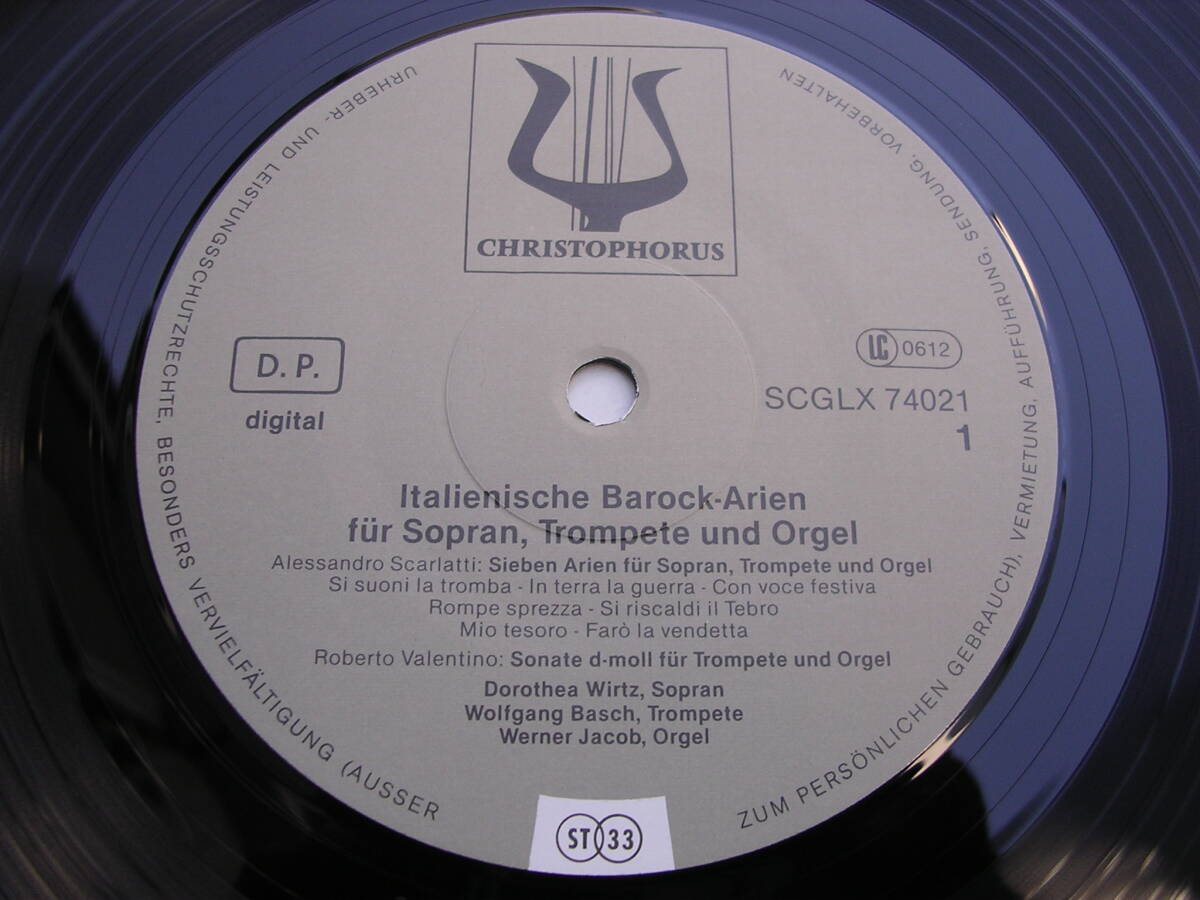 CHRISTOPHORUS
D. P.
digital
LC 0612
SCGLX 74021
1
Italienische Barock-Arien
für Sopran, Trompete und Orgel
Alessandro Scarlatti: Sieben Arien für Sopran, Trompete und Orgel
Si suoni la tromba - In terra la guerra - Con voce festiva
Rompe sprezza - Si riscaldi il Tebro
Mio tesoro - Farò la vendetta
Roberto Valentino: Sonate d-moll für Trompete und Orgel
Dorothea Wirtz, Sopran
Wolfgang Basch, Trompete
Werner Jacob, Orgel
ST 33
URHEBER- UND LEISTUNGSSCHUTZRECHTE, BESONDERS VERVIELFÄLTIGUNG (AUSSER ZUM PERSÖNLICHEN GEBRAUCH), VERMIETUNG, AUFFÜHRUNG, SENDUNG, VORBEHALTEN